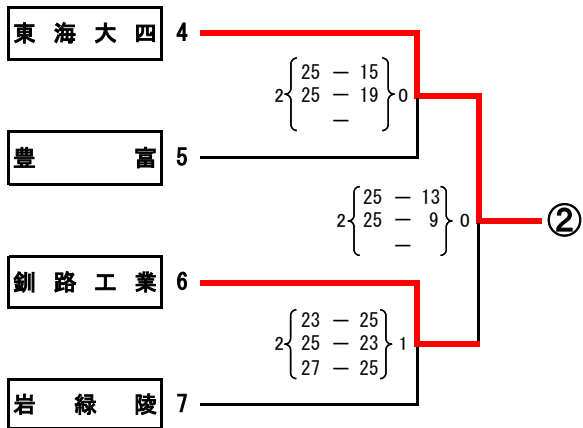 東海大四 4
25 － 15
2 25 － 19 0
－
豊富 5
25 － 13
2 25 － 9 0
－
②
釧路工業 6
23 － 25
2 25 － 23 1
27 － 25
岩緑陵 7